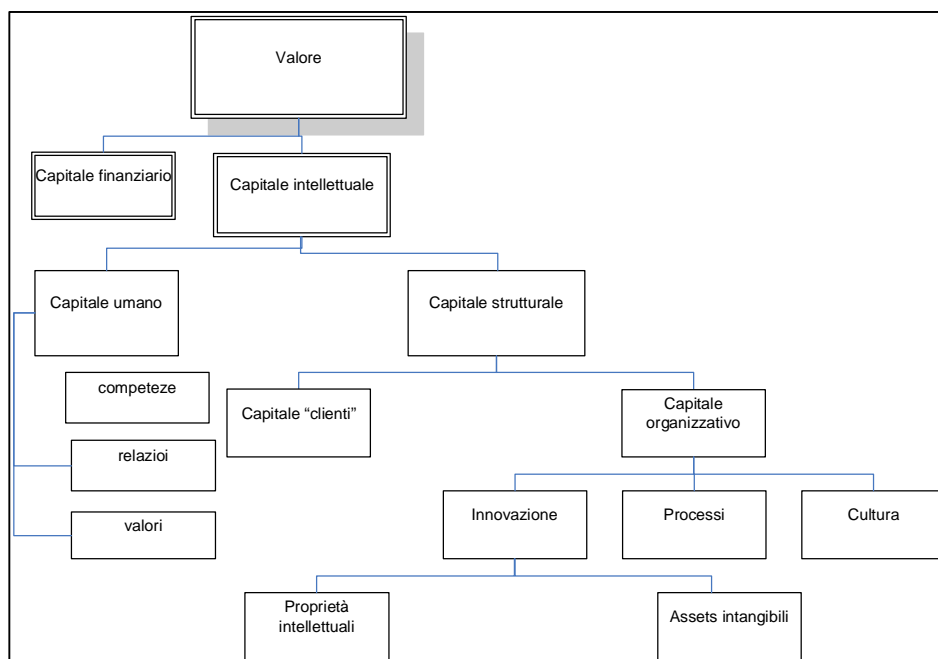 Valore
Capitale finanziario
Capitale intellettuale
Capitale umano
Capitale strutturale
competeze
Capitale “clienti”
Capitale
organizzativo
relazioi
valori
Innovazione
Processi
Cultura
Proprietà
intellettuali
Assets intangibili